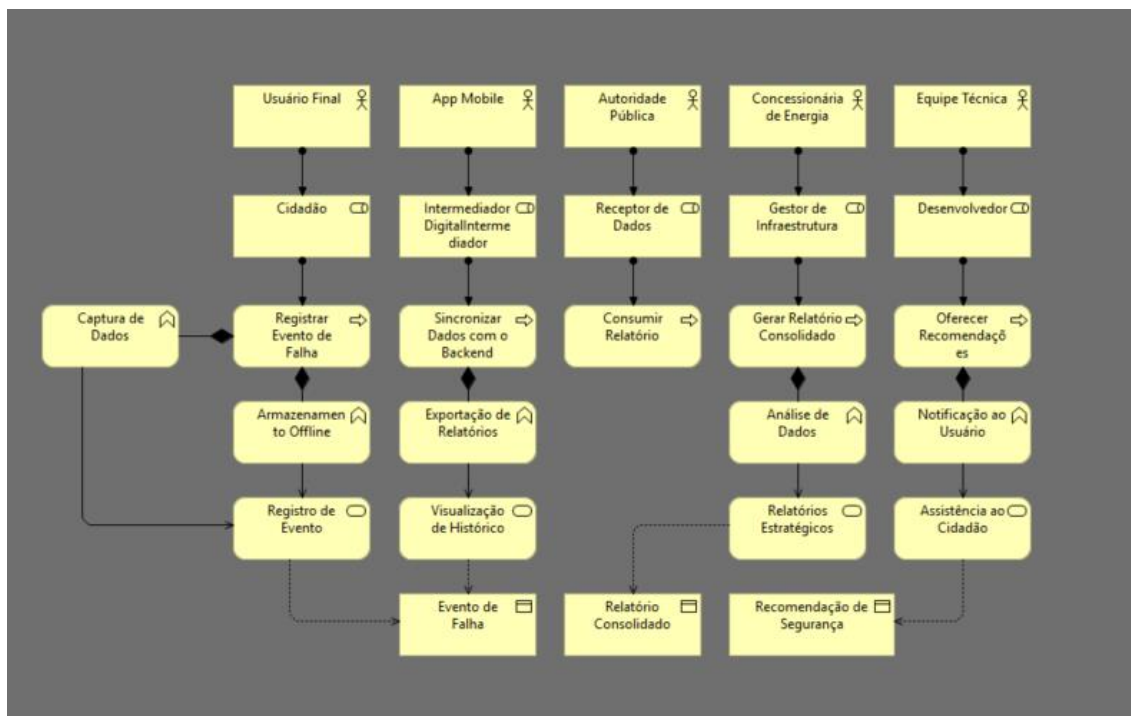 Usuário Final
App Mobile
Autoridade
Pública
Concessionária
de Energia
Equipe Técnica
Cidadão
Intermediador
DigitalInterme
diador
Receptor de
Dados
Gestor de
Infraestrutura
Desenvolvedor
Captura de
Dados
Registrar
Evento de
Falha
Sincronizar
Dados com o
Backend
Consumir
Relatório
Gerar Relatório
Consolidado
Oferecer
Recomendaçõ
es
Armazenamen
to Offline
Exportação de
Relatórios
Análise de
Dados
Notificação ao
Usuário
Registro de
Evento
Visualização
de Histórico
Relatórios
Estratégicos
Assistência ao
Cidadão
Evento de
Falha
Relatório
Consolidado
Recomendação de
Segurança